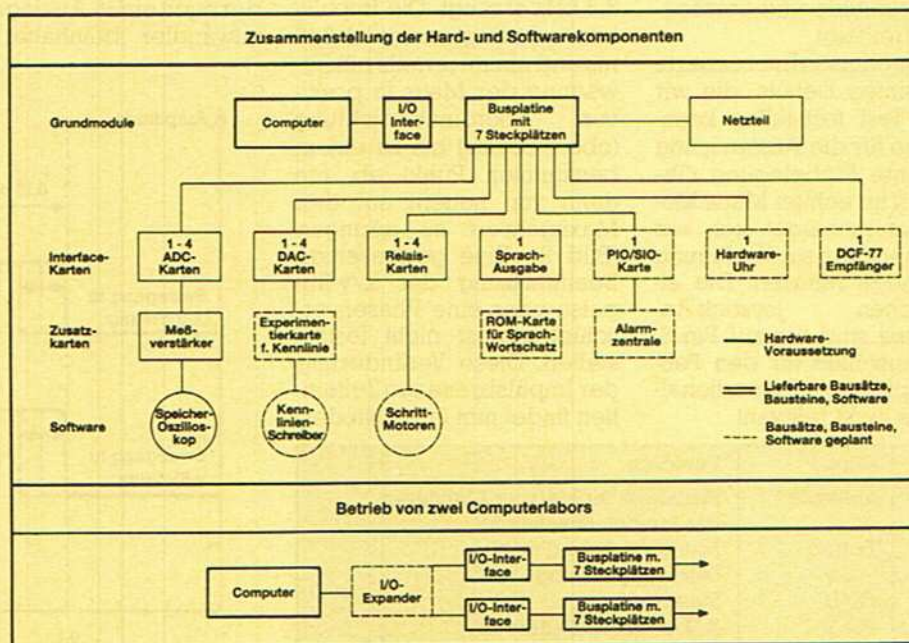 Zusammenstellung der Hard- und Softwarekomponenten
Grundmodule
Computer
I/O
Interface
Busplatine
mit
7 Steckplätzen
Netzteil
Interface-
Karten
1 - 4
ADC-
Karten
1 - 4
DAC-
Karten
1 - 4
Relais-
Karten
1
Sprach-
Ausgabe
1
PIO/SIO-
Karte
1
Hardware-
Uhr
1
DCF-77
Empfänger
Zusatz-
karten
Meß-
verstärker
Experimen-
tierkarte
f. Kennlinie
ROM-Karte
für Sprach-
Wortschatz
Alarm-
zentrale
Hardware-
Voraussetzung
Lieferbare Bausätze,
Bausteine, Software
Bausätze, Bausteine,
Software geplant
Software
Speicher-
Oszillos-
kop
Kenn-
linien-
Schreiber
Schritt-
Motoren
Betrieb von zwei Computerlabors
Computer
I/O-
Expander
I/O-Inter-
face
Busplatine m.
7 Steckplätzen
I/O-Inter-
face
Busplatine m.
7 Steckplätzen